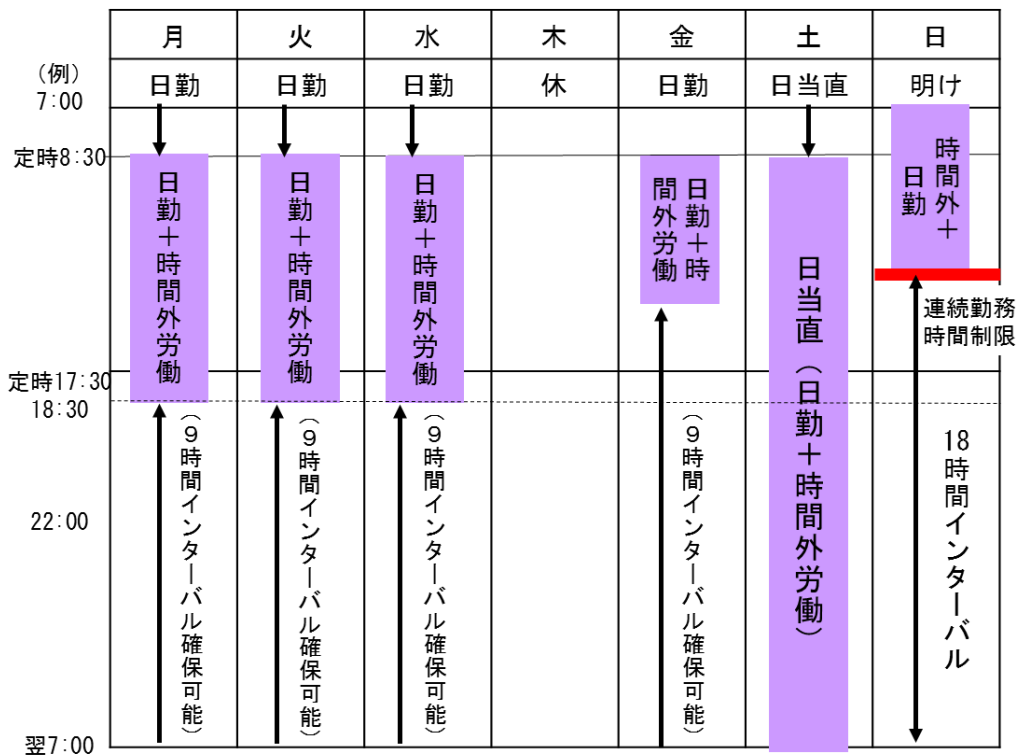 月 火 水 木 金 土 日
(例) 日勤 日勤 日勤 休 日勤 日当直 明け
7:00
定時8:30
日勤＋時間外労働
日勤＋時間外労働
日勤＋時間外労働
日勤＋時
間外労働
日当直（日勤＋時間外労働）
時間外＋
日勤
連続勤務
時間制限
定時17:30
18:30
（９時間インターバル確保可能）
（９時間インターバル確保可能）
（９時間インターバル確保可能）
（９時間インターバル確保可能）
18時間インターバル
22:00
翌7:00